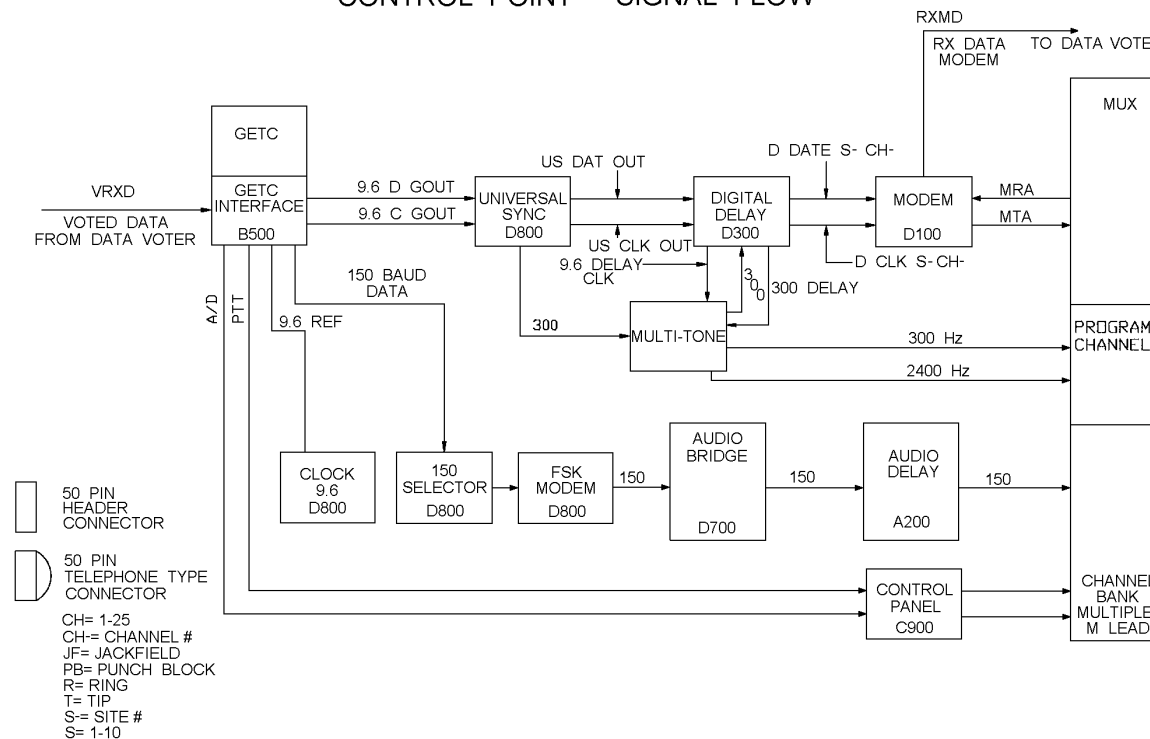 CONTROL POINT SIGNAL FLOW
RXMD
RX DATA
MODEM
TO DATA VOTE
MUX
GETC
D DATE S- CH-
US DAT OUT
VRXD
VOTED DATA
FROM DATA VOTER
GETC
INTERFACE
B500
9.6 D GOUT
9.6 C GOUT
UNIVERSAL
SYNC
D800
US CLK OUT
DIGITAL
DELAY
D300
MODEM
D100
MRA
MTA
D CLK S-CH-
9.6 DELAY
CLK
300
300 DELAY
150 BAUD
DATA
A/D
PTT
9.6 REF
300
MULTI-TONE
300 Hz
2400 Hz
PROGRAM
CHANNEL
CLOCK
9.6
D800
150
SELECTOR
D800
FSK
MODEM
D800
150
AUDIO
BRIDGE
D700
150
AUDIO
DELAY
A200
150
50 PIN
HEADER
CONNECTOR
50 PIN
TELEPHONE TYPE
CONNECTOR
CONTROL
PANEL
C900
CHANNEL
BANK
MULTIPLE
M LEAD
CH= 1-25
CH-= CHANNEL #
JF= JACKFIELD
PB= PUNCH BLOCK
R= RING
T= TIP
S-= SITE #
S= 1-10